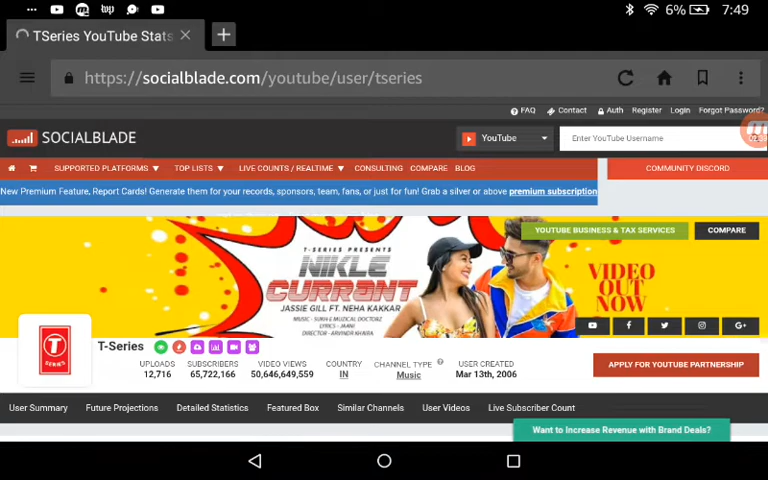 6% 7:49
TSeries YouTube Stats
https://socialblade.com/youtube/user/tseries
FAQ Contact Auth Register Login Forgot Password?
SOCIALBLADE YouTube Enter YouTube Username
SUPPORTED PLATFORMS TOP LISTS LIVE COUNTS / REALTIME CONSULTING COMPARE BLOG COMMUNITY DISCORD
New Premium Feature, Report Cards! Generate them for your records, sponsors, team, fans, or just for fun! Grab a silver or above premium subscription
YOUTUBE BUSINESS & TAX SERVICES COMPARE
T-SERIES PRESENTS
NIKLE
CURRANT
JASSIE GILL FT. NEHA KAKKAR
LYRICS - JAANI
DIRECTOR - ARVINDR KHAIRA
VIDEO
OUT
NOW
T
SERIES
T-Series
UPLOADS SUBSCRIBERS VIDEO VIEWS COUNTRY CHANNEL TYPE USER CREATED
12,716 65,722,166 50,646,649,559 IN Music Mar 13th, 2006
APPLY FOR YOUTUBE PARTNERSHIP
User Summary Future Projections Detailed Statistics Featured Box Similar Channels User Videos Live Subscriber Count
Want to Increase Revenue with Brand Deals?